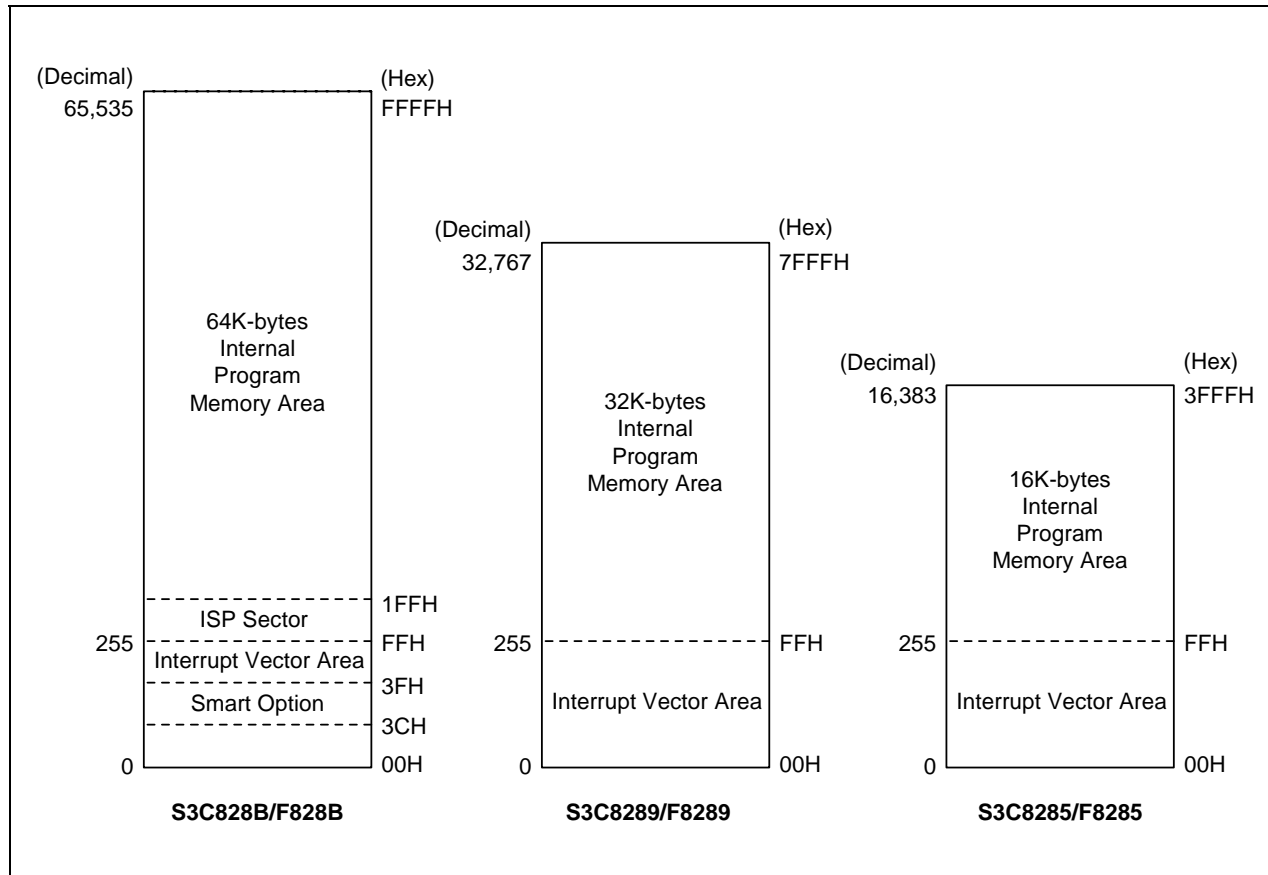 (Decimal)
65,535
(Hex)
FFFFH
64K-bytes
Internal
Program
Memory Area
1FFH
ISP Sector
255
FFH
Interrupt Vector Area
3FH
Smart Option
3CH
0
00H
S3C828B/F828B
(Decimal)
32,767
(Hex)
7FFFH
32K-bytes
Internal
Program
Memory Area
255
FFH
Interrupt Vector Area
0
00H
S3C8289/F8289
(Decimal)
16,383
(Hex)
3FFFH
16K-bytes
Internal
Program
Memory Area
255
FFH
Interrupt Vector Area
0
00H
S3C8285/F8285